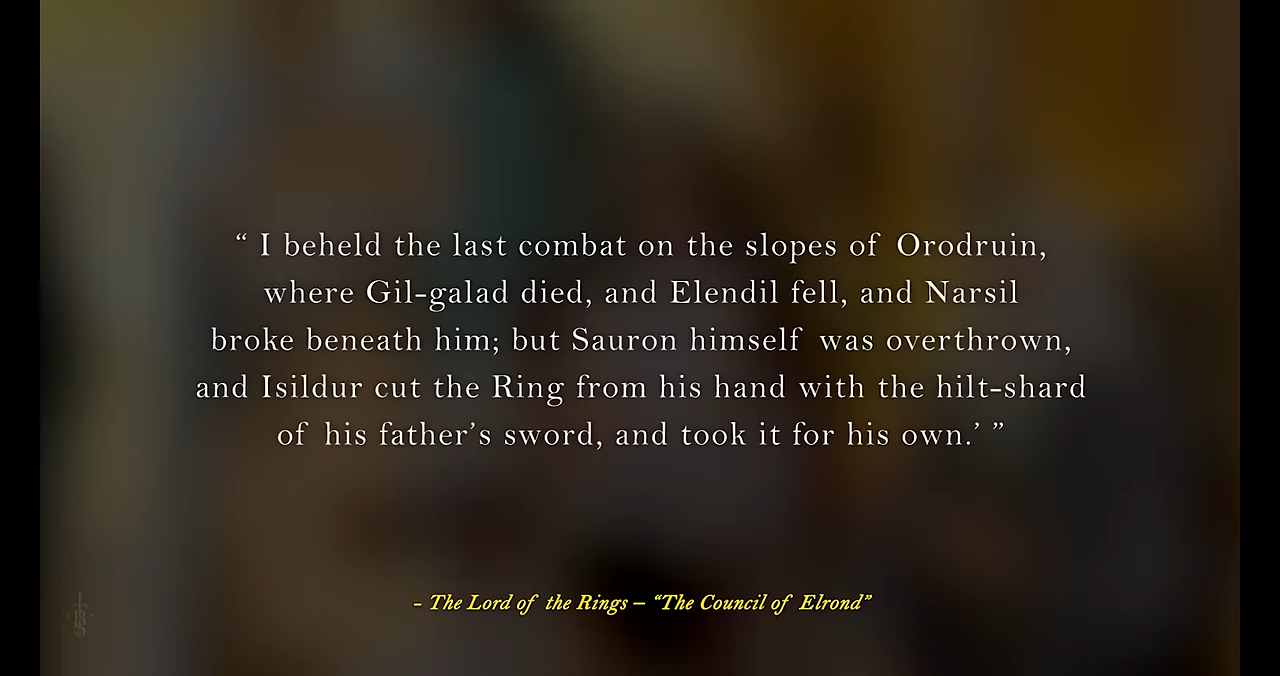 “ I beheld the last combat on the slopes of Orodruin,
where Gil-galad died, and Elendil fell, and Narsil
broke beneath him; but Sauron himself was overthrown,
and Isildur cut the Ring from his hand with the hilt-shard
of his father’s sword, and took it for his own.’ ”
- The Lord of the Rings – “The Council of Elrond”